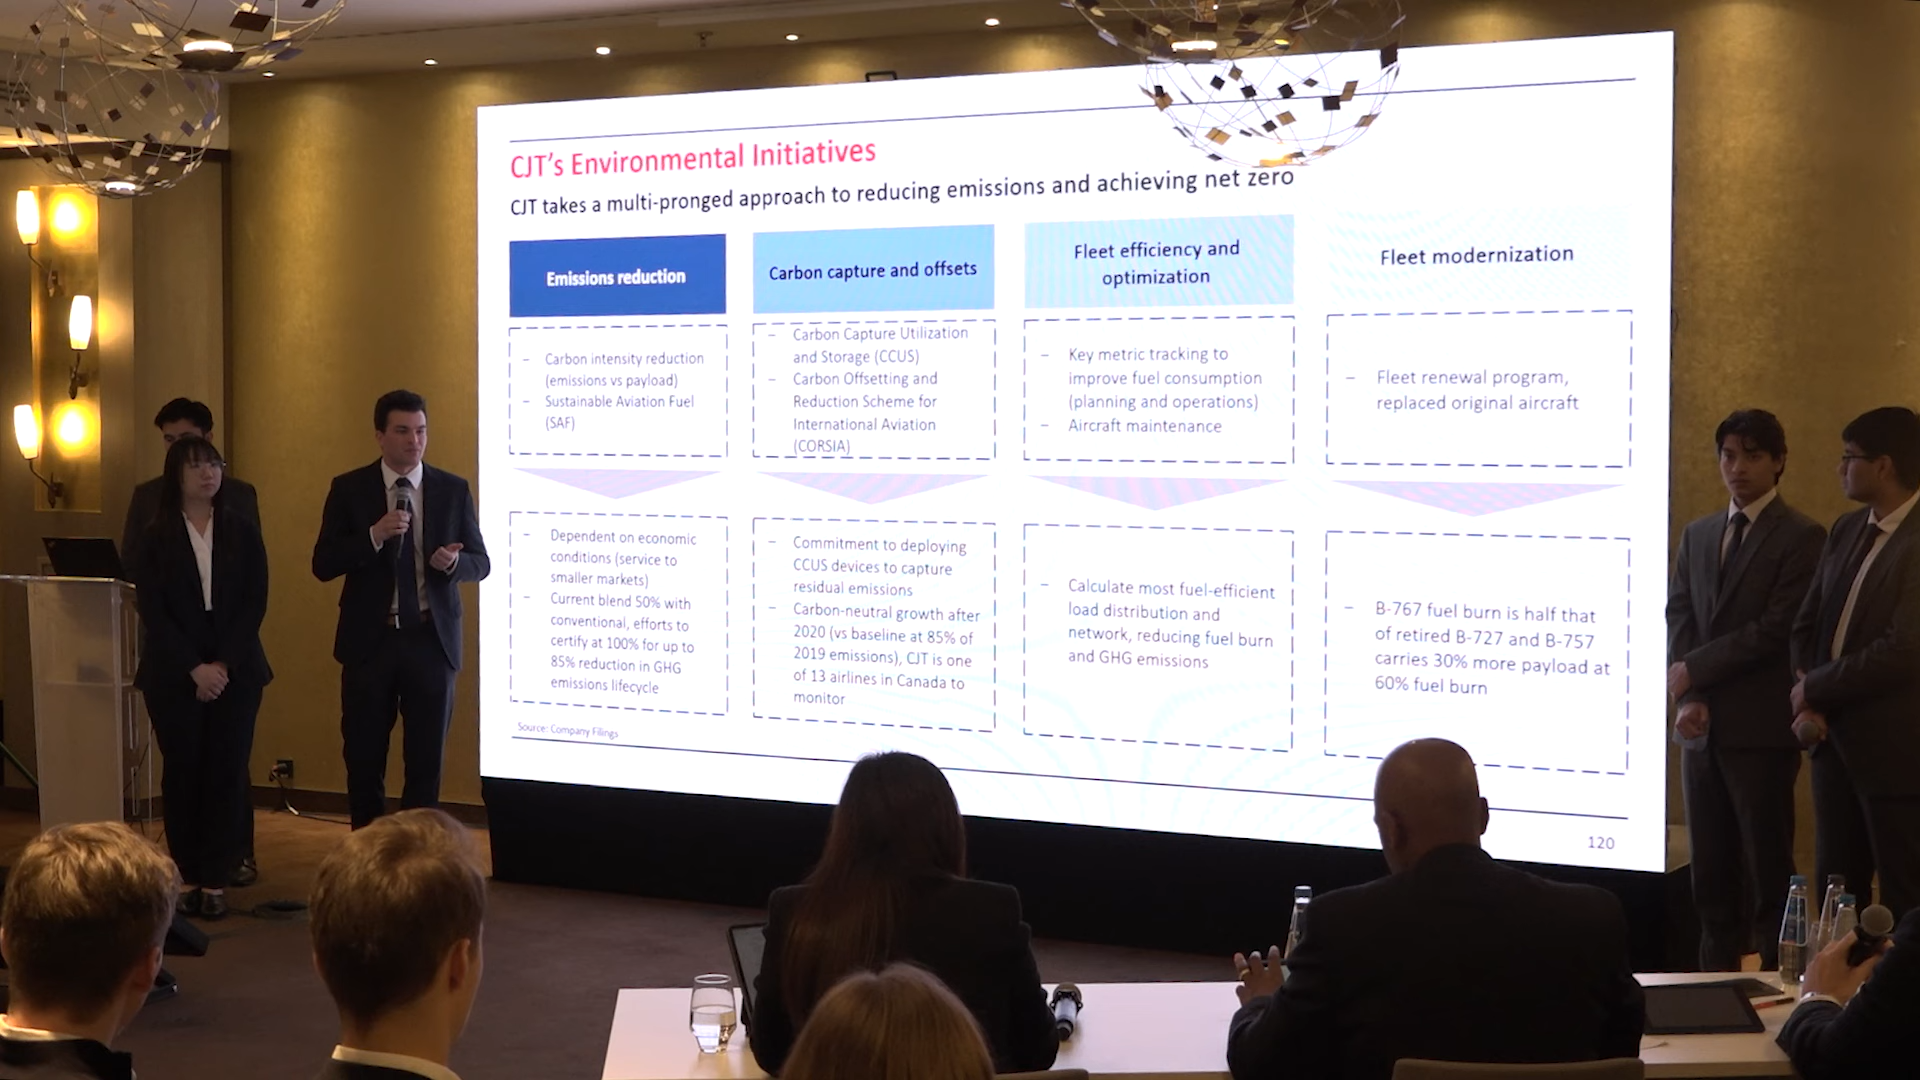 CJT's Environmental Initiatives
CJT takes a multi-pronged approach to reducing emissions and achieving net zero
Emissions reduction
– Carbon intensity reduction
(emissions vs payload)
– Sustainable Aviation Fuel
(SAF)
– Dependent on economic
conditions (service to
smaller markets)
– Current blend 50% with
conventional, efforts to
certify at 100% for up to
85% reduction in GHG
emissions lifecycle
Carbon capture and offsets
– Carbon Capture Utilization
and Storage (CCUS)
– Carbon Offsetting and
Reduction Scheme for
International Aviation
(CORSIA)
– Commitment to deploying
CCUS devices to capture
residual emissions
– Carbon-neutral growth after
2020 (vs baseline at 85% of
2019 emissions), CJT is one
of 13 airlines in Canada to
monitor
Fleet efficiency and
optimization
– Key metric tracking to
improve fuel consumption
(planning and operations)
– Aircraft maintenance
– Calculate most fuel-efficient
load distribution and
network, reducing fuel burn
and GHG emissions
Fleet modernization
– Fleet renewal program,
replaced original aircraft
– B-767 fuel burn is half that
of retired B-727 and B-757
carries 30% more payload at
60% fuel burn
Source: Company Filings
120